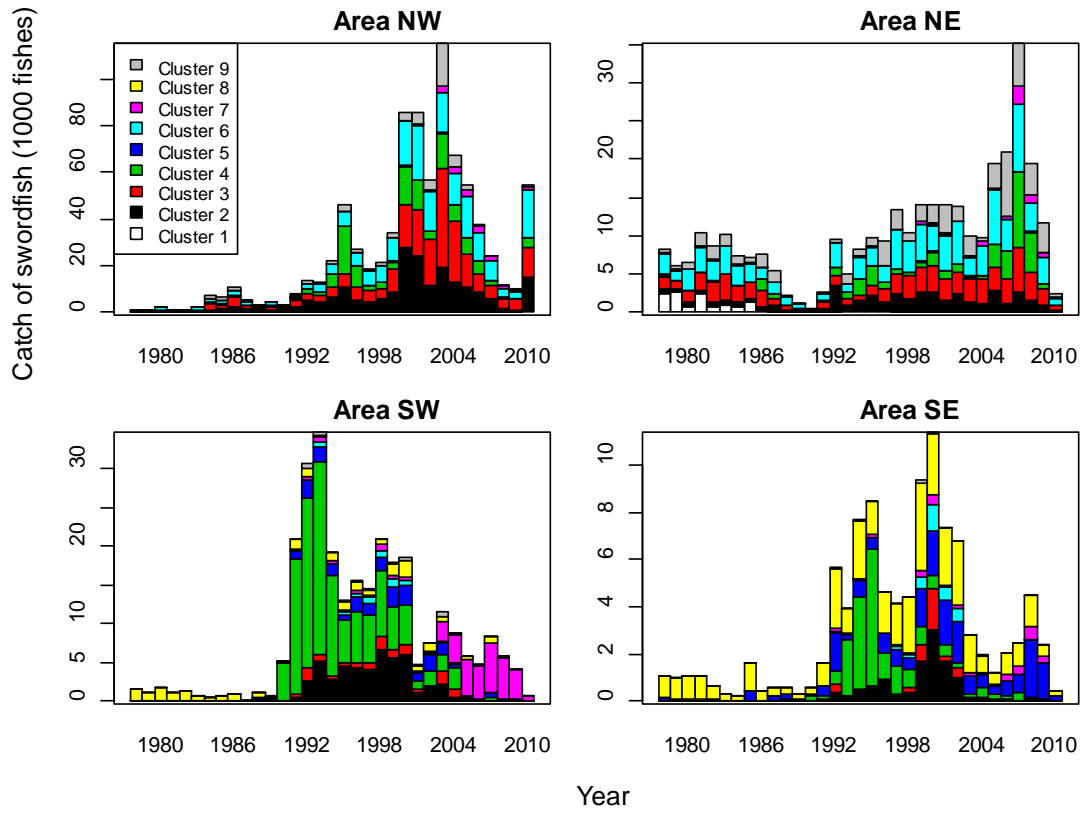 Area NW
Area NE
Catch of swordfish (1000 fishes)
Cluster 9
Cluster 8
Cluster 7
Cluster 6
Cluster 5
Cluster 4
Cluster 3
Cluster 2
Cluster 1
0 20 40 60 80
1980 1986 1992 1998 2004 2010
0 5 10 20 30
1980 1986 1992 1998 2004 2010
Area SW
Area SE
0 5 10 20 30
1980 1986 1992 1998 2004 2010
0 2 4 6 8 10
1980 1986 1992 1998 2004 2010
Year